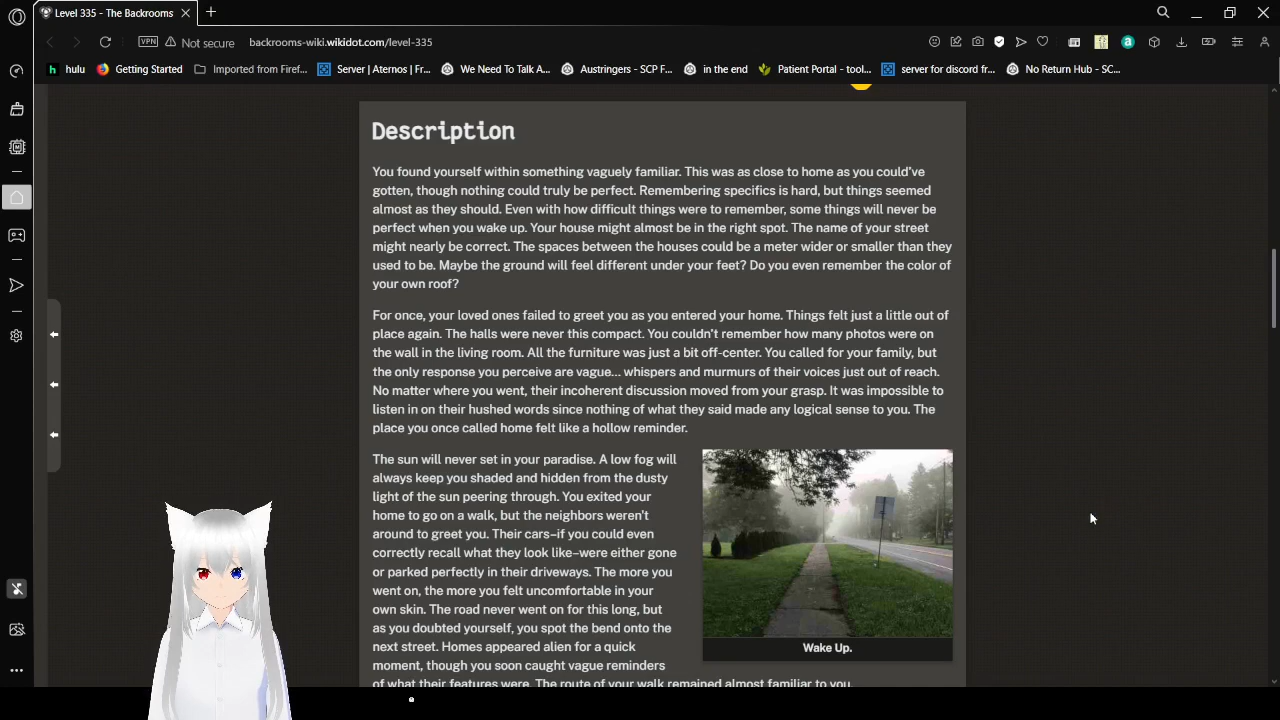 Level 335 - The Backrooms
VPN
Not secure
backrooms-wiki.wikidot.com/level-335
hulu
Getting Started
Imported from Firef...
Server | Aternos | Fr...
We Need To Talk A...
Austringers - SCP F...
in the end
Patient Portal - tool...
server for discord fr...
No Return Hub - SC...
Description
You found yourself within something vaguely familiar. This was as close to home as you could've
gotten, though nothing could truly be perfect. Remembering specifics is hard, but things seemed
almost as they should. Even with how difficult things were to remember, some things will never be
perfect when you wake up. Your house might almost be in the right spot. The name of your street
might nearly be correct. The spaces between the houses could be a meter wider or smaller than they
used to be. Maybe the ground will feel different under your feet? Do you even remember the color of
your own roof?
For once, your loved ones failed to greet you as you entered your home. Things felt just a little out of
place again. The halls were never this compact. You couldn't remember how many photos were on
the wall in the living room. All the furniture was just a bit off-center. You called for your family, but
the only response you perceive are vague... whispers and murmurs of their voices just out of reach.
No matter where you went, their incoherent discussion moved from your grasp. It was impossible to
listen in on their hushed words since nothing of what they said made any logical sense to you. The
place you once called home felt like a hollow reminder.
The sun will never set in your paradise. A low fog will
always keep you shaded and hidden from the dusty
light of the sun peering through. You exited your
home to go on a walk, but the neighbors weren't
around to greet you. Their cars–if you could even
correctly recall what they look like–were either gone
or parked perfectly in their driveways. The more you
went on, the more you felt uncomfortable in your
own skin. The road never went on for this long, but
as you doubted yourself, you spot the bend onto the
next street. Homes appeared alien for a quick
moment, though you soon caught vague reminders
of what their features were. The route of your walk remained almost familiar to you.
Wake Up.